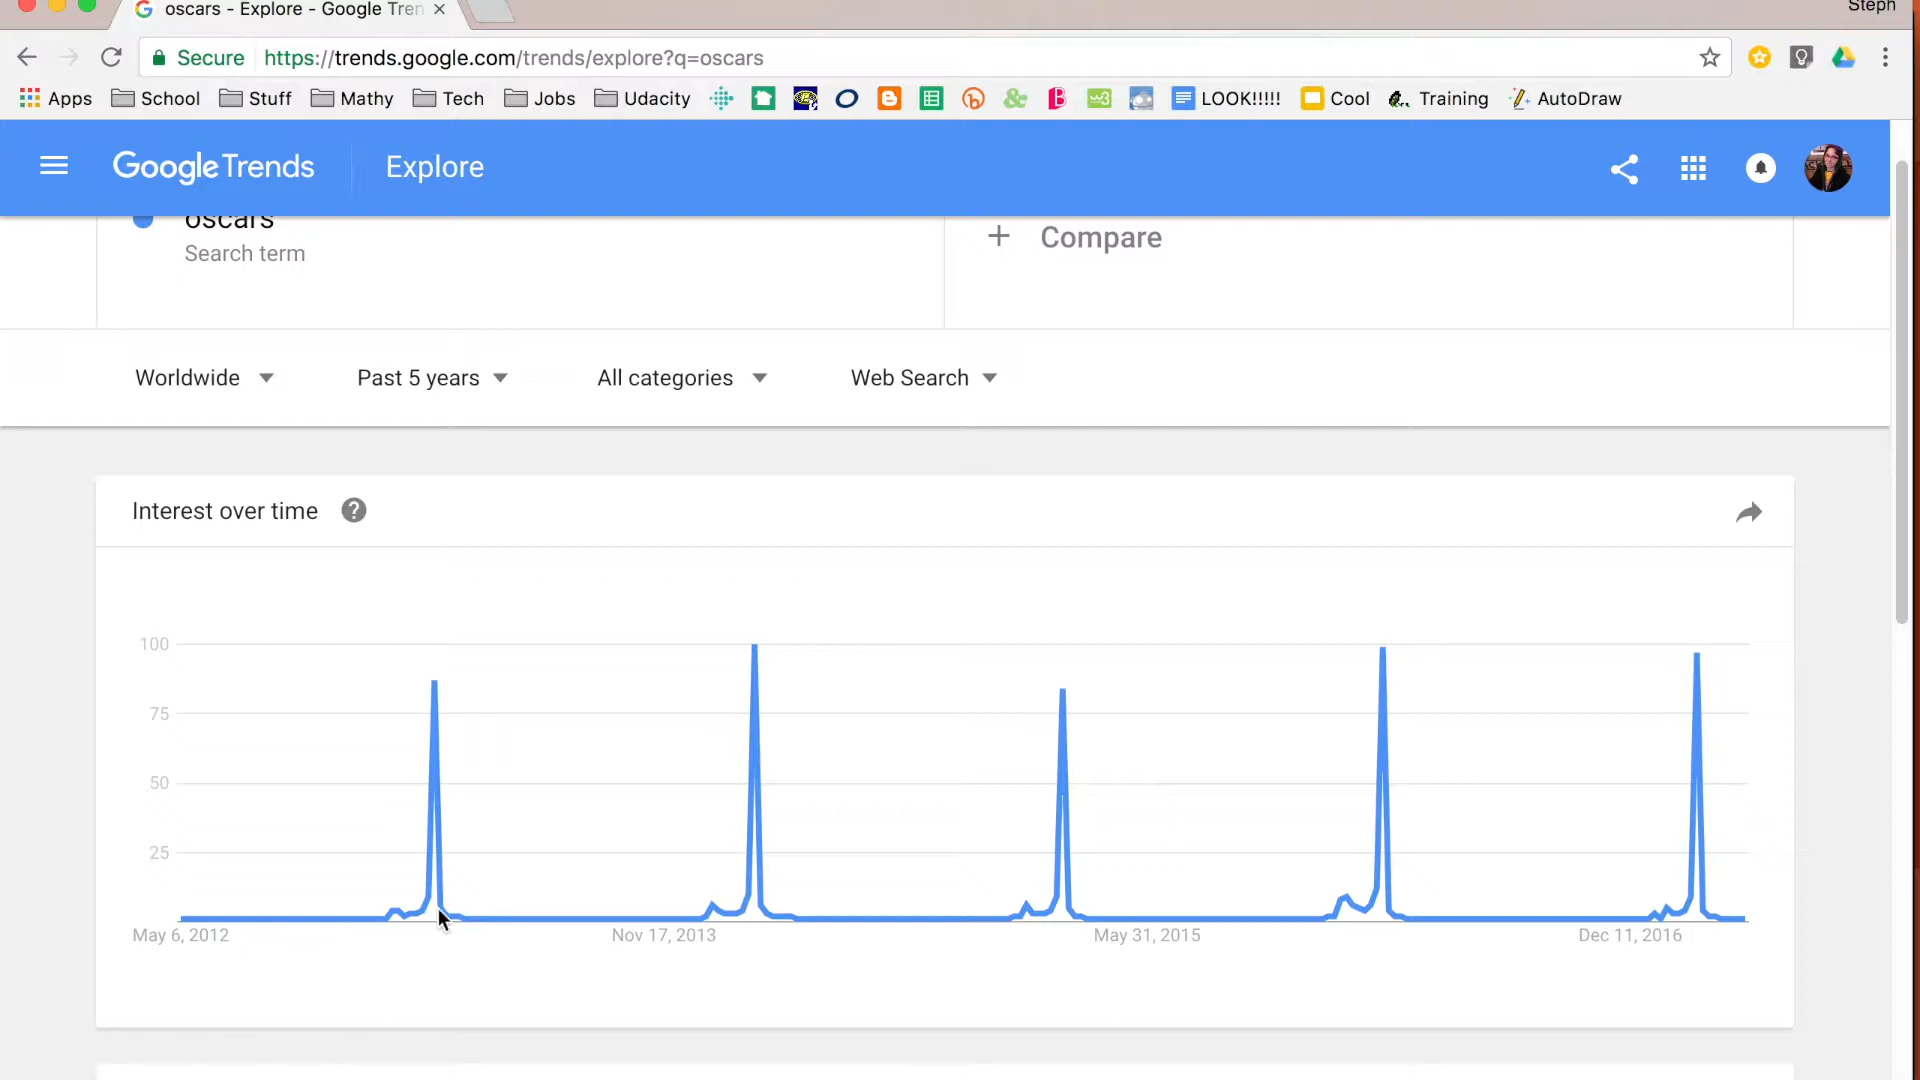 Steph
oscars - Explore - Google Tren
Secure https://trends.google.com/trends/explore?q=oscars
Apps School Stuff Mathy Tech Jobs Udacity LOOK!!!!! Cool Training AutoDraw
Google Trends Explore
oscars
Search term
+ Compare
Worldwide Past 5 years All categories Web Search
Interest over time ?
100
75
50
25
May 6, 2012 Nov 17, 2013 May 31, 2015 Dec 11, 2016